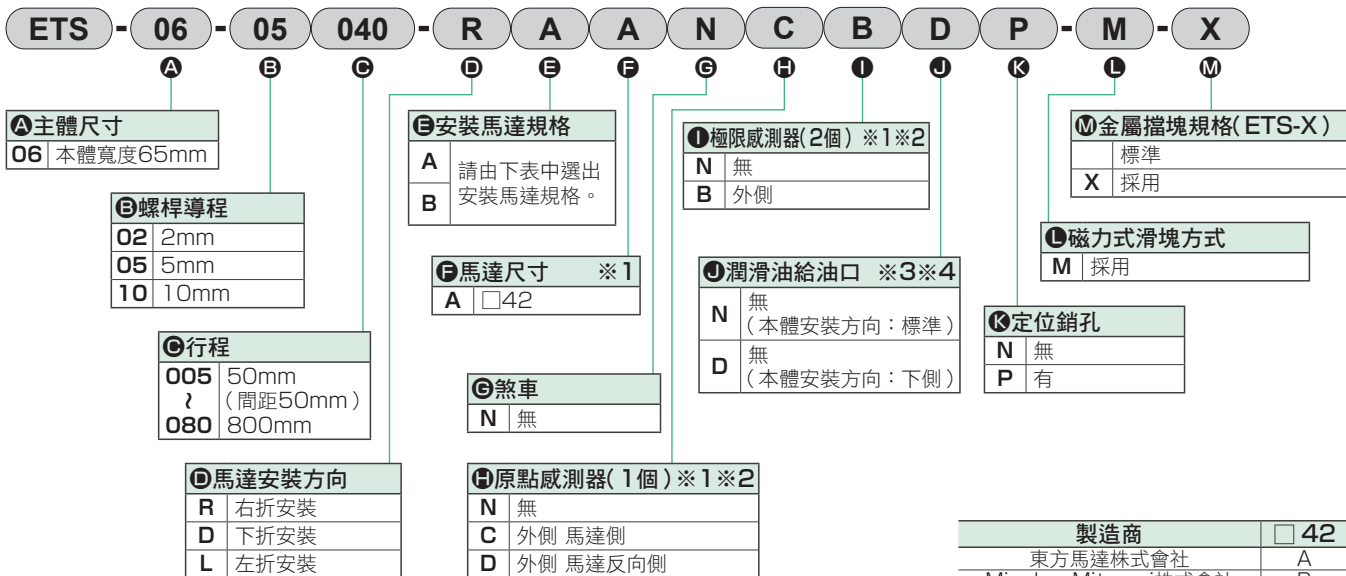 ETS - 06 - 05 040 - R A A N C B D P - M - X
A B C D E F G H I J K L M
A主體尺寸
06 本體寬度65mm
B螺桿導程
02 2mm
05 5mm
10 10mm
C行程
005 50mm
~ (間距50mm)
080 800mm
D馬達安裝方向
R 右折安裝
D 下折安裝
L 左折安裝
E安裝馬達規格
A 請由下表中選出
B 安裝馬達規格。
F馬達尺寸 ※1
A □42
G煞車
N 無
H原點感測器(1個)※1※2
N 無
C 外側 馬達側
D 外側 馬達反向側
I極限感測器(2個) ※1※2
N 無
B 外側
J潤滑油給油口 ※3※4
N 無
(本體安裝方向：標準)
D 無
(本體安裝方向：下側)
K定位銷孔
N 無
P 有
L磁力式滑塊方式
M 採用
M金屬擋塊規格(ETS-X)
標準
X 採用
製造商 □42
東方馬達株式會社 A